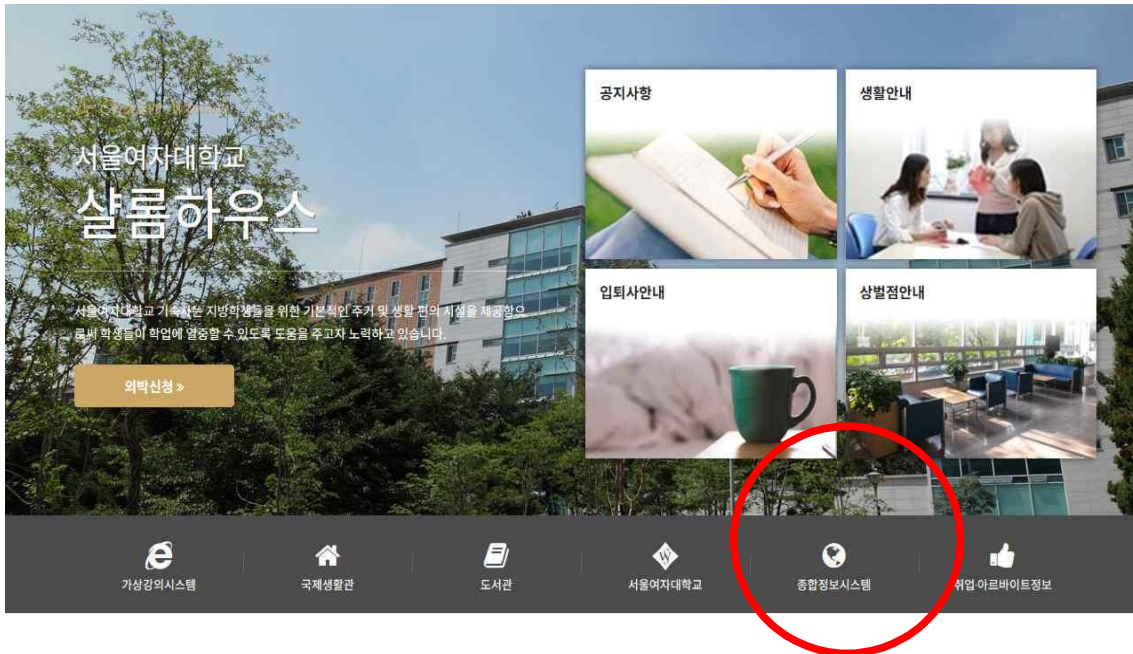 서울여자대학교
샬롬하우스
서울여자대학교 기숙사는 지방학생들을 위한 기본적인 주거 및 생활 편의 시설을 제공함으
로써 학생들이 학업에 열중할 수 있도록 도움을 주고자 노력하고 있습니다.
외박신청 »
공지사항
생활안내
입퇴사안내
상벌점안내
가상강의시스템
국제생활관
도서관
서울여자대학교
종합정보시스템
취업·아르바이트정보